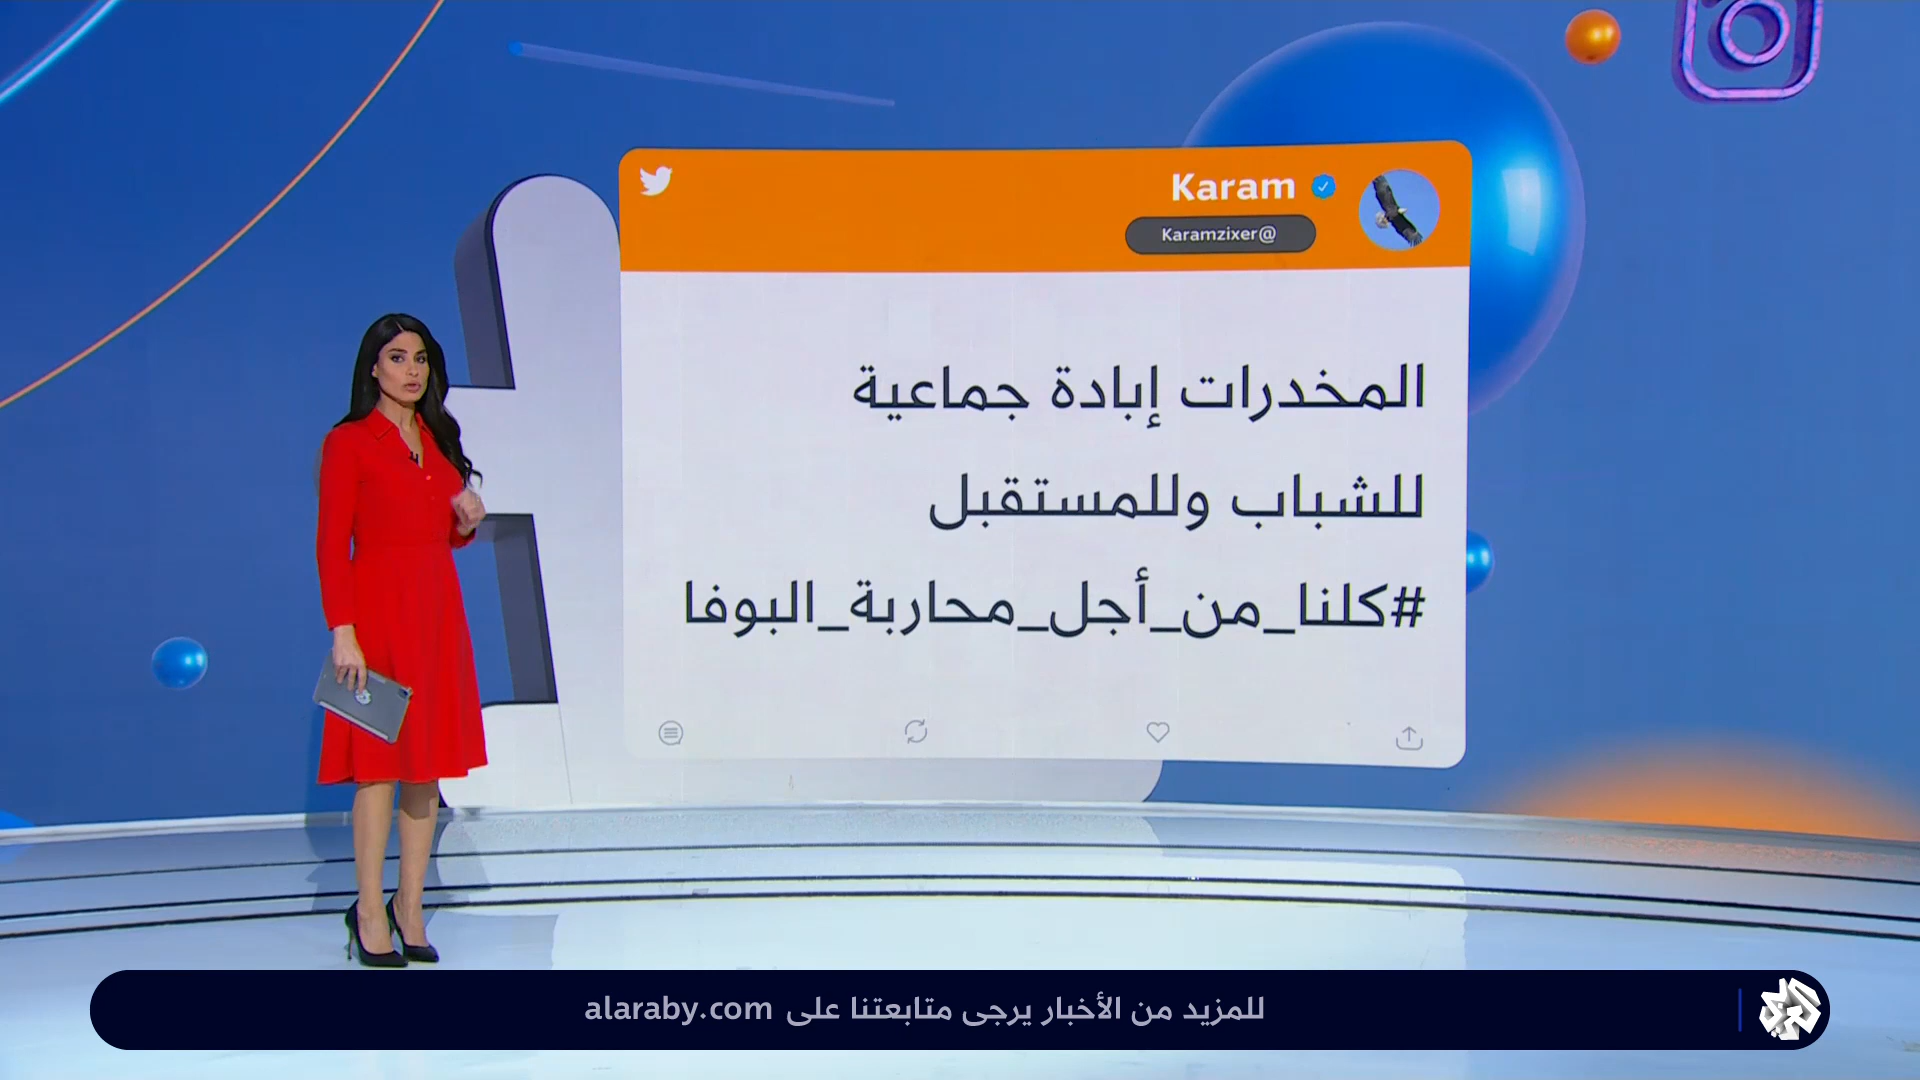 Karam
Karamzixer@
المخدرات إبادة جماعية
للشباب وللمستقبل
#كلنا_من_أجل_محاربة_البوفا
للمزيد من الأخبار يرجى متابعتنا على alaraby.com